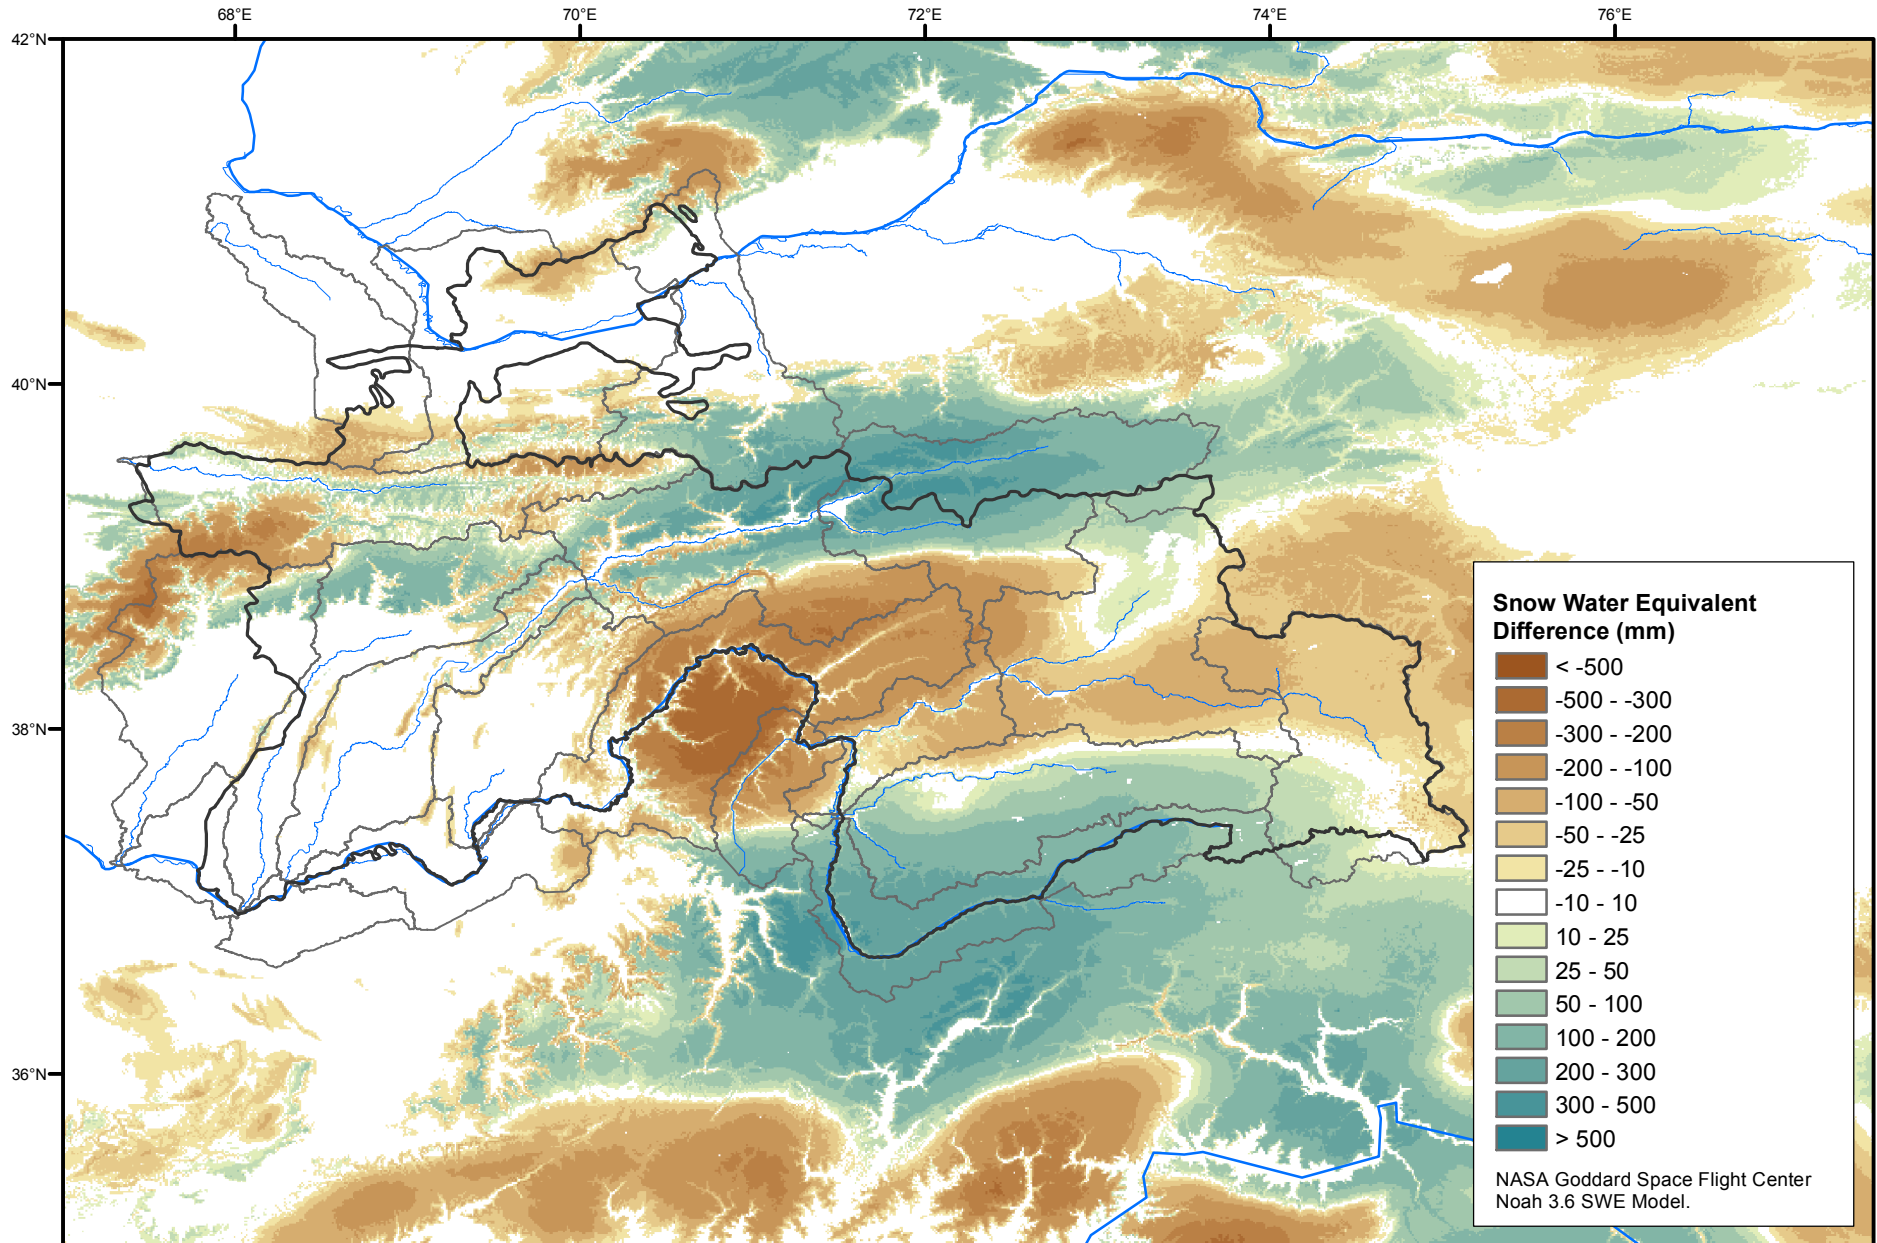 68°E
70°E
72°E
74°E
76°E
42°N
40°N
38°N
36°N
Snow Water Equivalent
Difference (mm)
< -500
-500 - -300
-300 - -200
-200 - -100
-100 - -50
-50 - -25
-25 - -10
-10 - 10
10 - 25
25 - 50
50 - 100
100 - 200
200 - 300
300 - 500
> 500
NASA Goddard Space Flight Center
Noah 3.6 SWE Model.